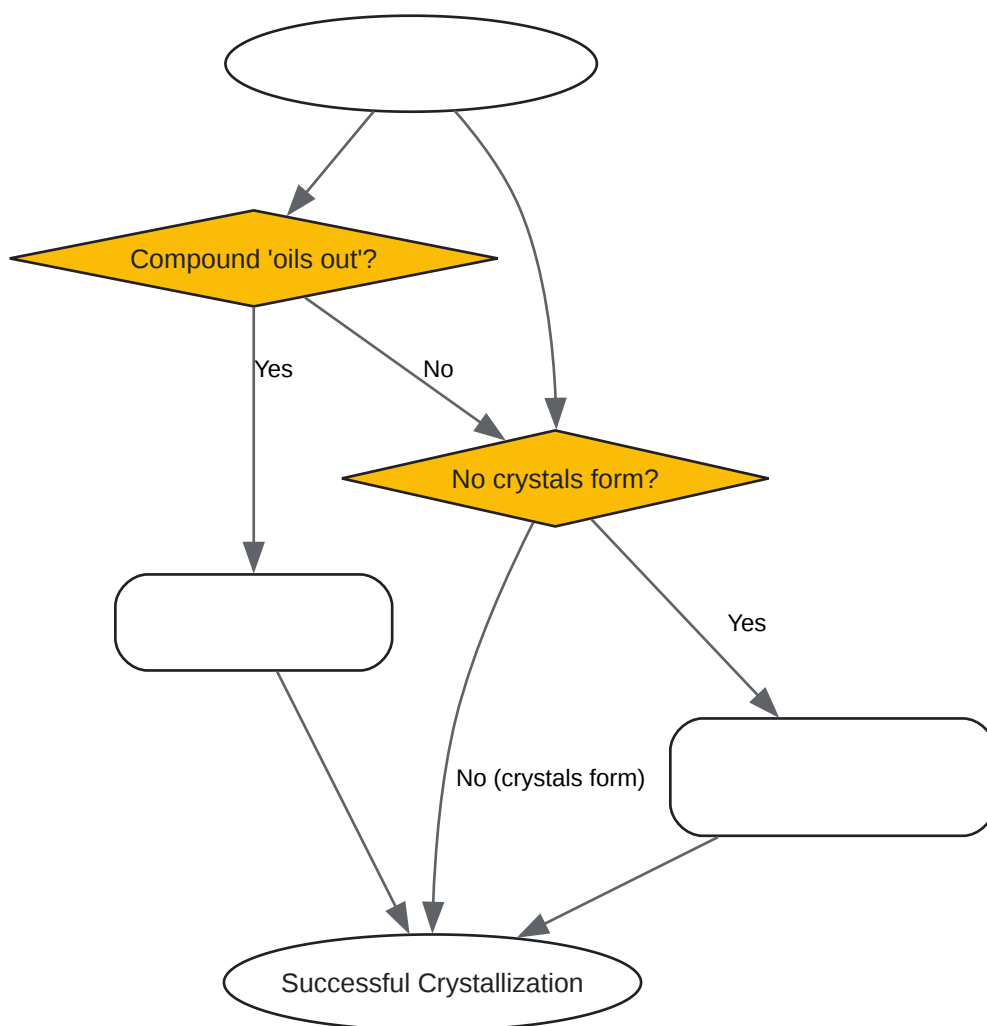 Compound 'oils out'?
Yes
No
No crystals form?
Yes
No (crystals form)
Successful Crystallization